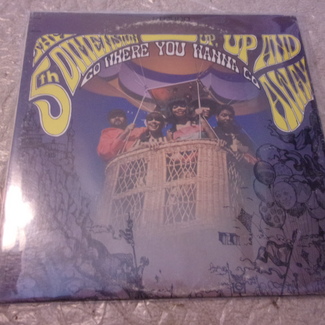 THE
5th
DIMENSION
UP UP AND
AWAY
GO WHERE YOU WANNA GO